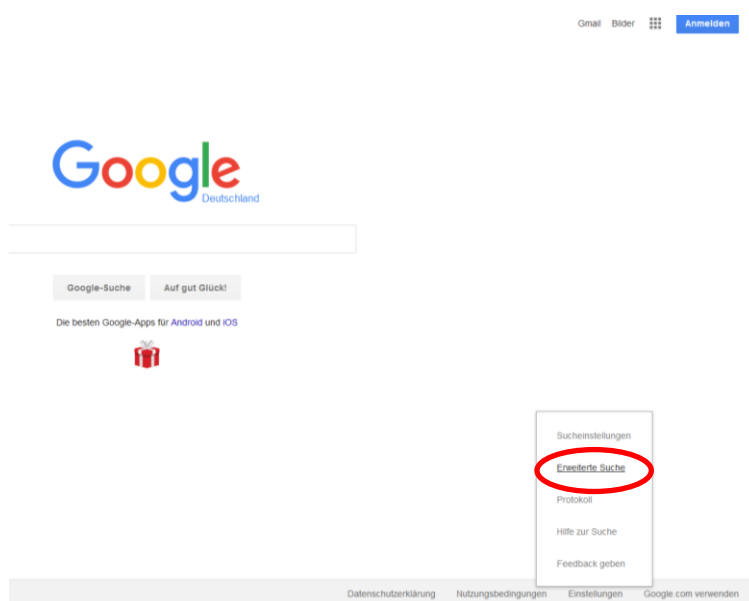 Gmail Bilder Anmelden
Google
Deutschland
Google-Suche Auf gut Glück!
Die besten Google-Apps für Android und iOS
Sucheinstellungen
Erweiterte Suche
Protokoll
Hilfe zur Suche
Feedback geben
Datenschutzerklärung Nutzungsbedingungen Einstellungen Google.com verwenden